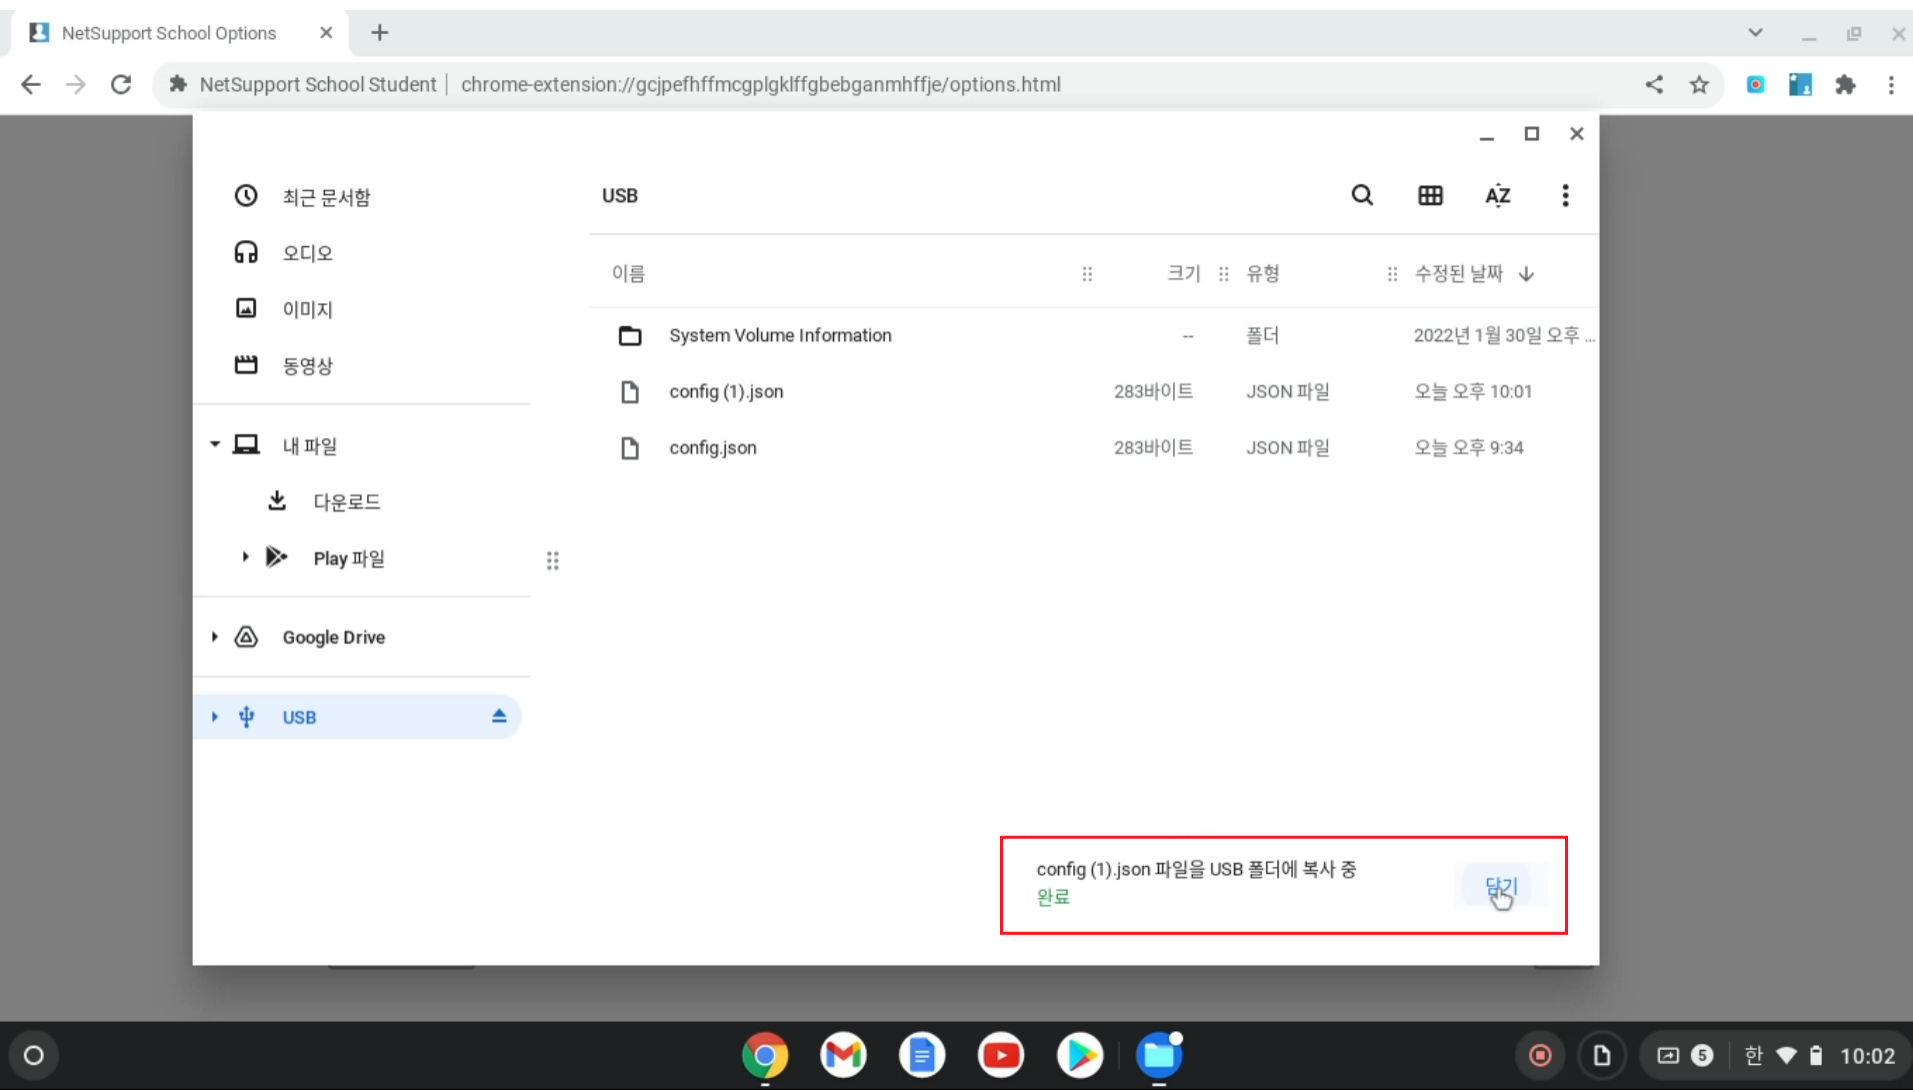 NetSupport School Options
NetSupport School Student chrome-extension://gcjpefhffmcgplgklffgbebganmhffje/options.html
최근 문서함
오디오
이미지
동영상
내 파일
다운로드
Play 파일
Google Drive
USB
USB
AZ
이름 크기 유형 수정된 날짜
System Volume Information -- 폴더 2022년 1월 30일 오후 ...
config (1).json 283바이트 JSON 파일 오늘 오후 10:01
config.json 283바이트 JSON 파일 오늘 오후 9:34
config (1).json 파일을 USB 폴더에 복사 중
완료
닫기
5 한 10:02